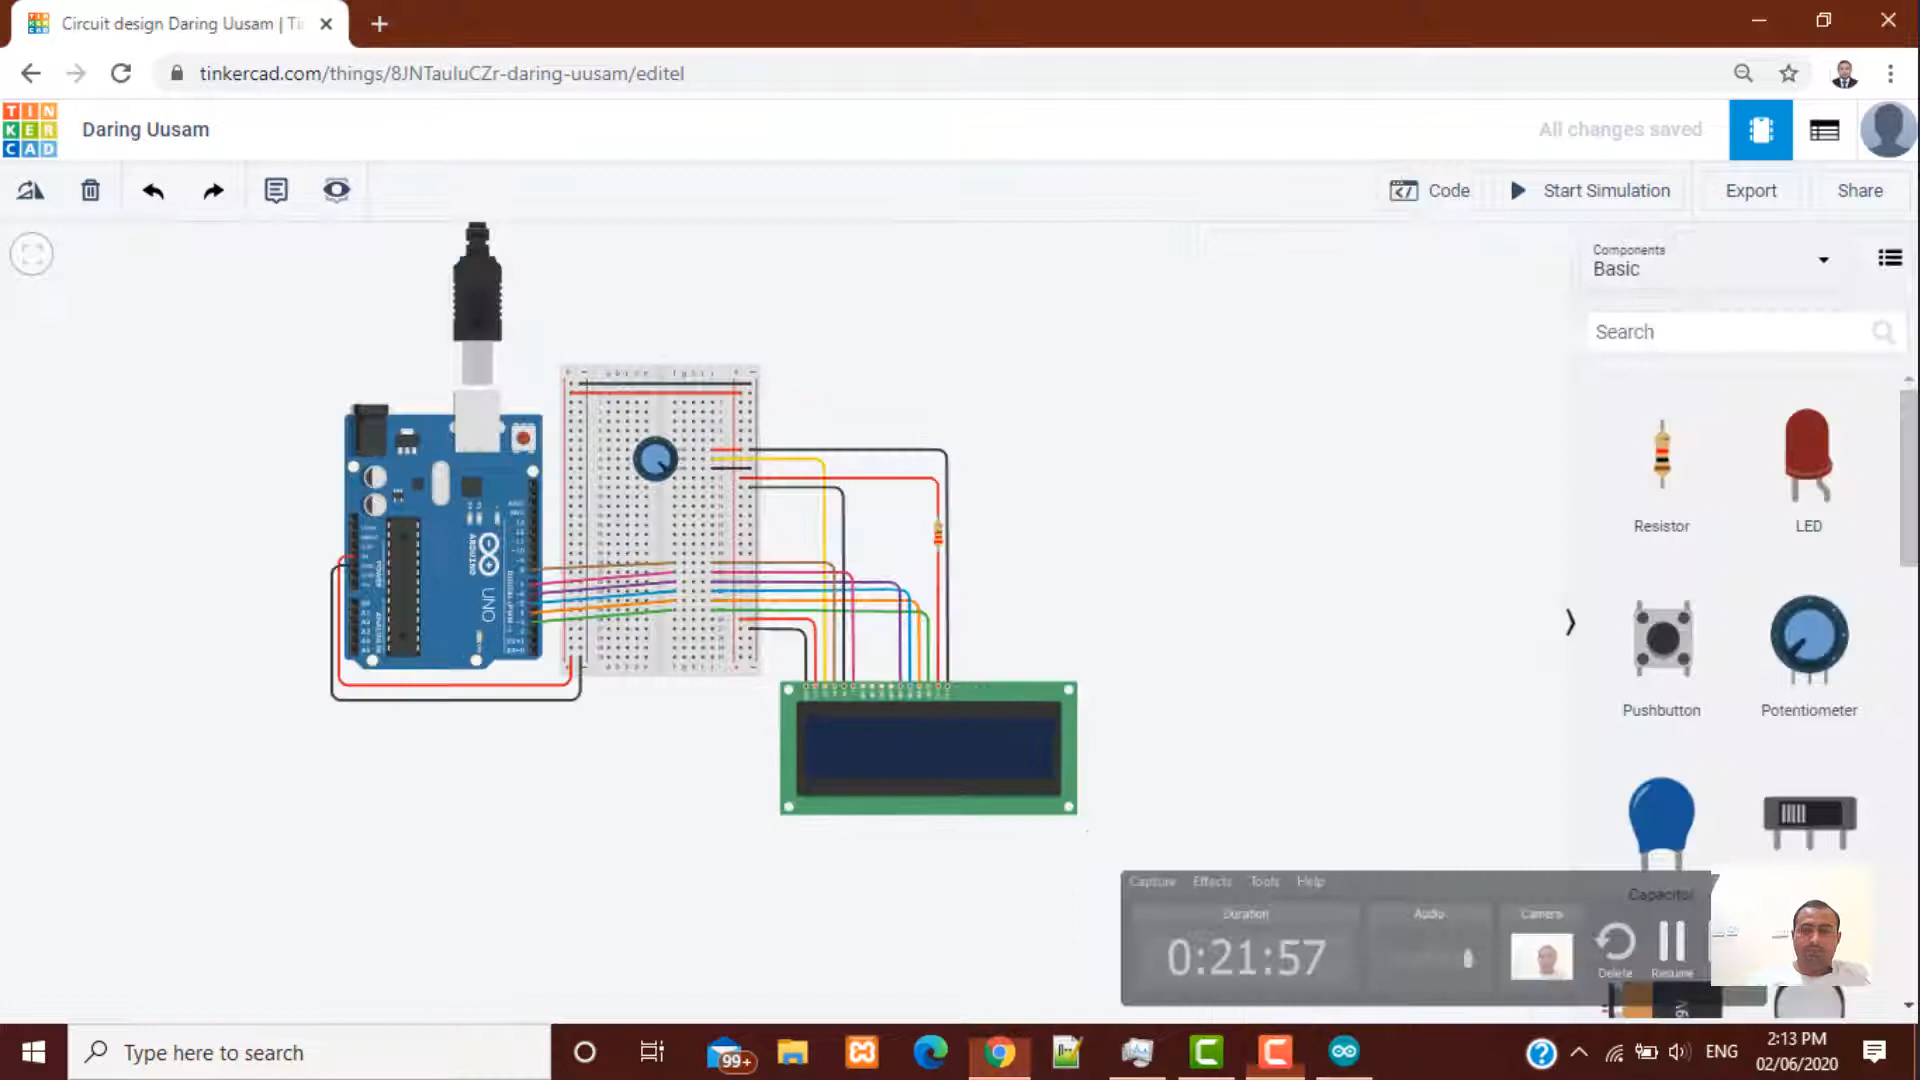 Circuit design Daring Uusam | Ti
tinkercad.com/things/8JNTauIuCZr-daring-uusam/editel
TIN
KER
CAD
Daring Uusam
All changes saved
Code
Start Simulation
Export
Share
Components
Basic
Search
Resistor
LED
Pushbutton
Potentiometer
Capacitor
ARDUINO
UNO
POWER
Capture
Effects
Tools
Help
Duration
Audio
Camera
0:21:57
Delete
Resume
Type here to search
99+
ENG
2:13 PM
02/06/2020